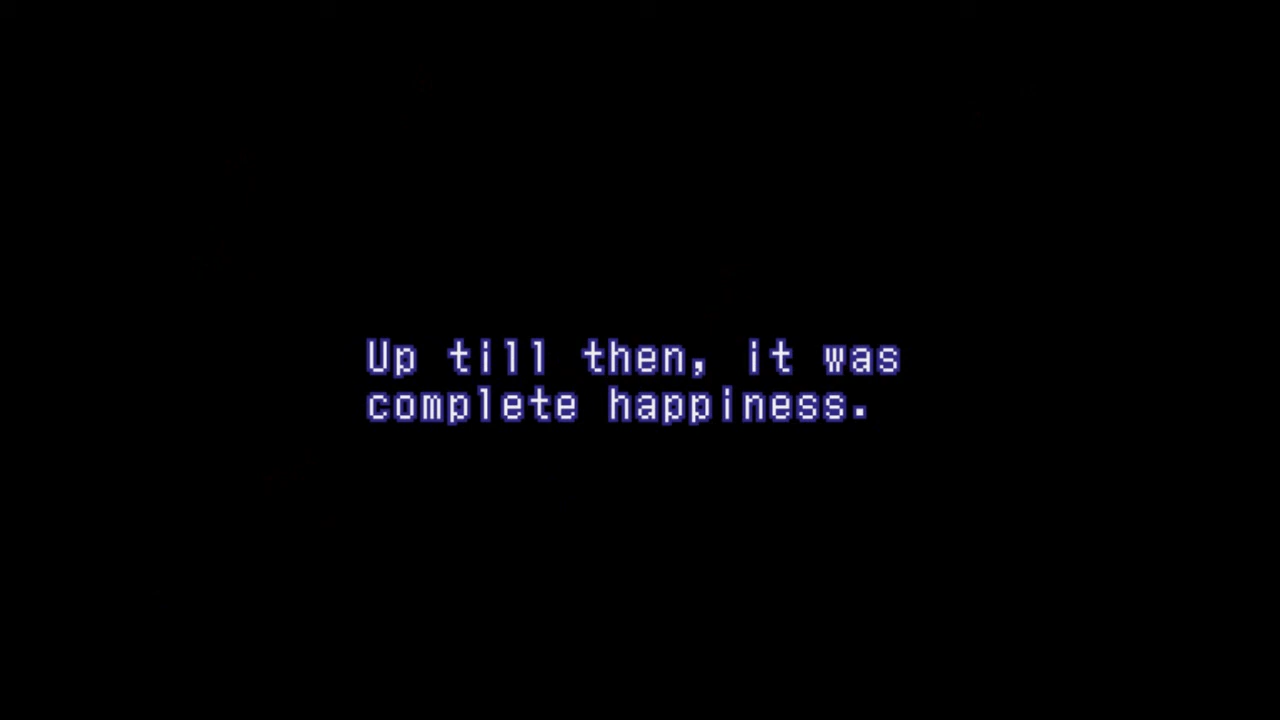 Up till then, it was
complete happiness.